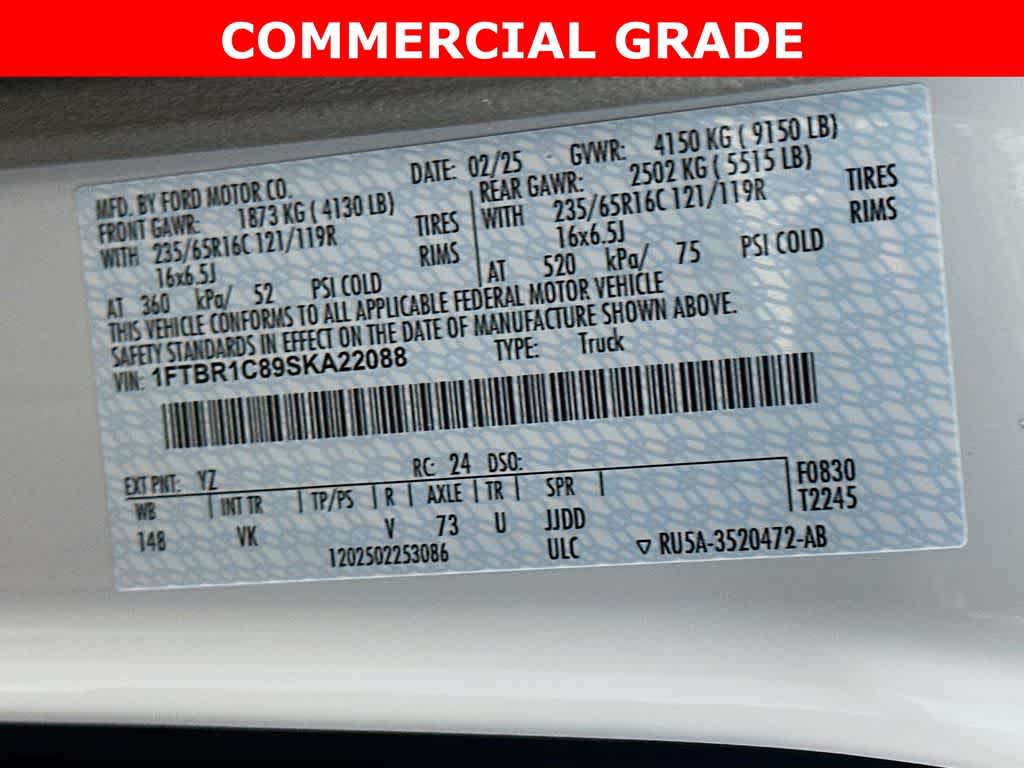 COMMERCIAL GRADE
MFD. BY FORD MOTOR CO. DATE: 02/25 GVWR: 4150 KG ( 9150 LB)
FRONT GAWR: 1873 KG ( 4130 LB) REAR GAWR: 2502 KG ( 5515 LB)
WITH 235/65R16C 121/119R TIRES WITH 235/65R16C 121/119R TIRES
16x6.5J RIMS 16x6.5J RIMS
AT 360 kPa/ 52 PSI COLD AT 520 kPa/ 75 PSI COLD
THIS VEHICLE CONFORMS TO ALL APPLICABLE FEDERAL MOTOR VEHICLE
SAFETY STANDARDS IN EFFECT ON THE DATE OF MANUFACTURE SHOWN ABOVE.
VIN: 1FTBR1C89SKA22088 TYPE: Truck
EXT PNT: YZ RC: 24 DSO: F0830
WB INT TR TP/PS R AXLE TR SPR T2245
148 VK V 73 U JJDD
1202502253086 ULC ▽ RU5A-3520472-AB